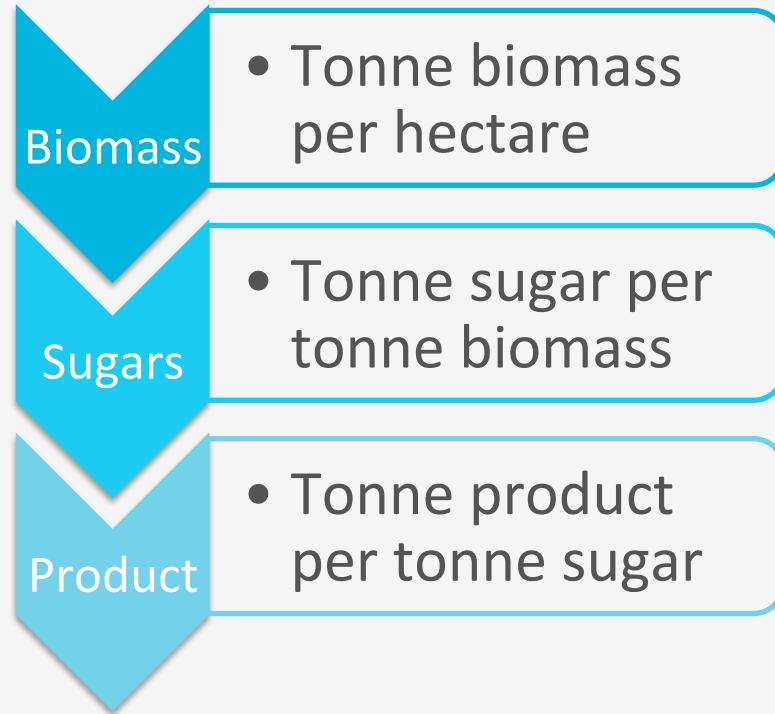 Biomass
• Tonne biomass
per hectare
Sugars
• Tonne sugar per
tonne biomass
Product
• Tonne product
per tonne sugar